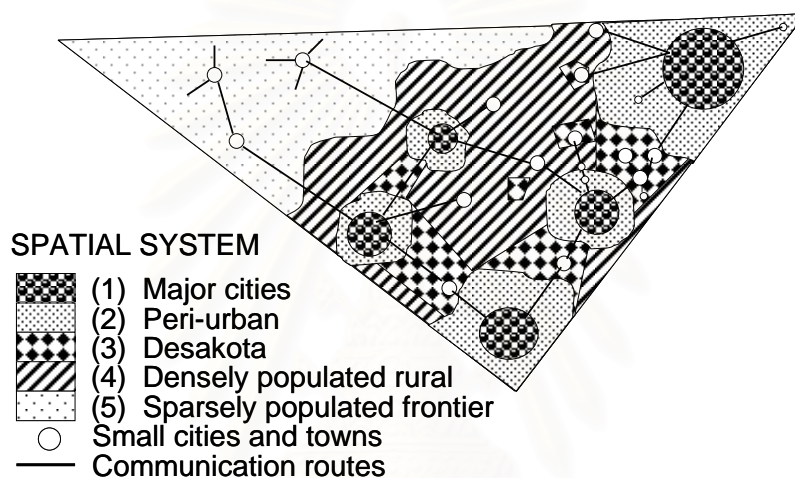 SPATIAL SYSTEM
(1) Major cities
(2) Peri-urban
(3) Desakota
(4) Densely populated rural
(5) Sparsely populated frontier
Small cities and towns
Communication routes